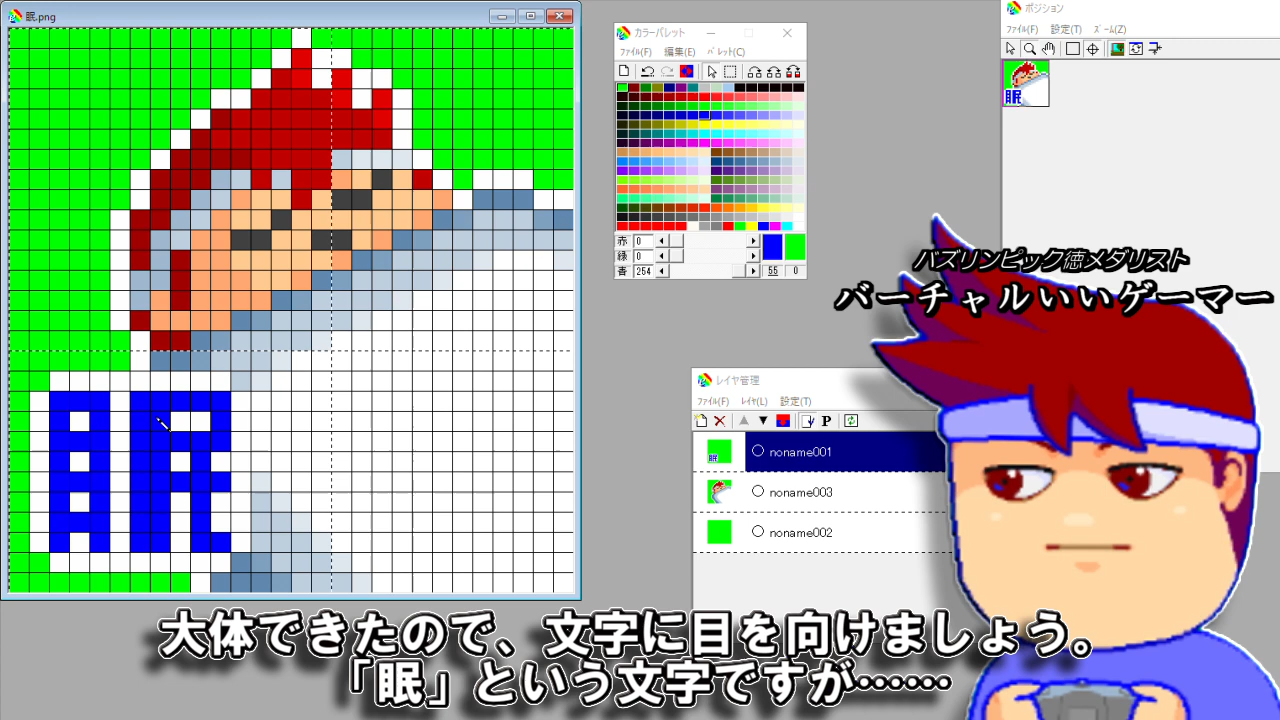 眠.png
カラーパレット
ファイル(F) 編集(E) パレット(C)
赤 0
緑 0
青 254
55 0
ポジション
ファイル(F) 設定(T) ズーム(Z)
眠
バズリンピック徳メダリスト
バーチャルいいゲーマー
レイヤ管理
ファイル(F) レイヤ(L) 設定(T)
P
noname001
noname003
noname002
眠
大体できたので、文字に目を向けましょう。
「眠」という文字ですが……